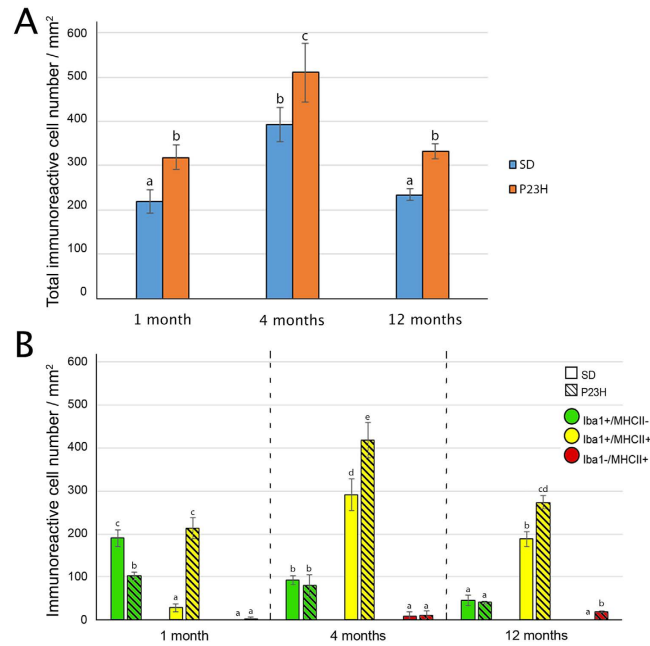 A
Total immunoreactive cell number / mm²
600
500
400
300
200
100
0
a
b
b
c
a
b
1 month
4 months
12 months
SD
P23H
B
Immunoreactive cell number / mm²
600
500
400
300
200
100
0
c
b
a
c
a
a
b
b
d
e
a
a
a
a
b
cd
a
b
1 month
4 months
12 months
SD
P23H
Iba1+/MHCII-
Iba1+/MHCII+
Iba1-/MHCII+